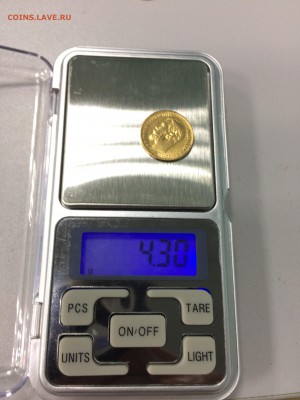 COINS.LAVE.RU
4.30
PCS
TARE
ON/OFF
UNITS
LIGHT